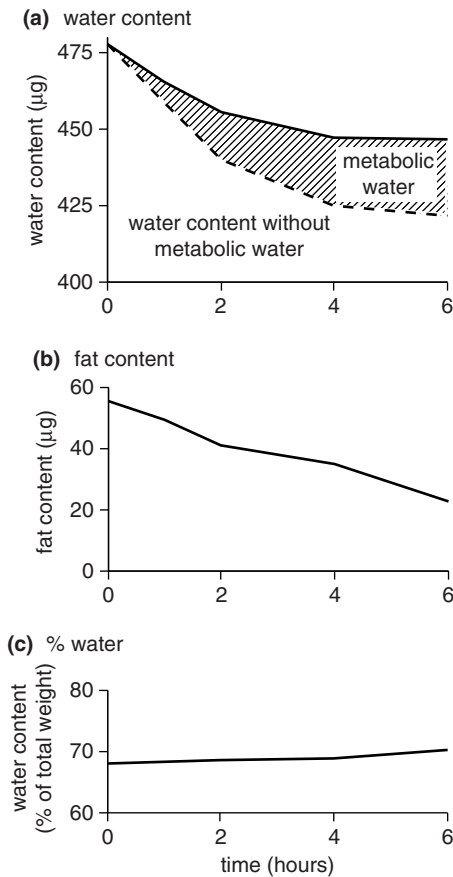 (a) water content
water content (µg)
475
450
425
400
metabolic
water
water content without
metabolic water
0 2 4 6
(b) fat content
fat content (µg)
60
40
20
0
0 2 4 6
(c) % water
water content
(% of total weight)
80
70
60
0 2 4 6
time (hours)